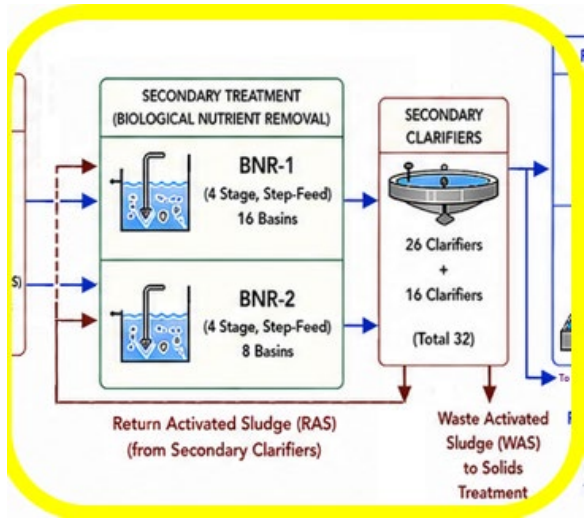 SECONDARY TREATMENT
(BIOLOGICAL NUTRIENT REMOVAL)
BNR-1
(4 Stage, Step-Feed)
16 Basins
BNR-2
(4 Stage, Step-Feed)
8 Basins
SECONDARY
CLARIFIERS
26 Clarifiers
+
16 Clarifiers
(Total 32)
Return Activated Sludge (RAS)
(from Secondary Clarifiers)
Waste Activated
Sludge (WAS)
to Solids
Treatment
To